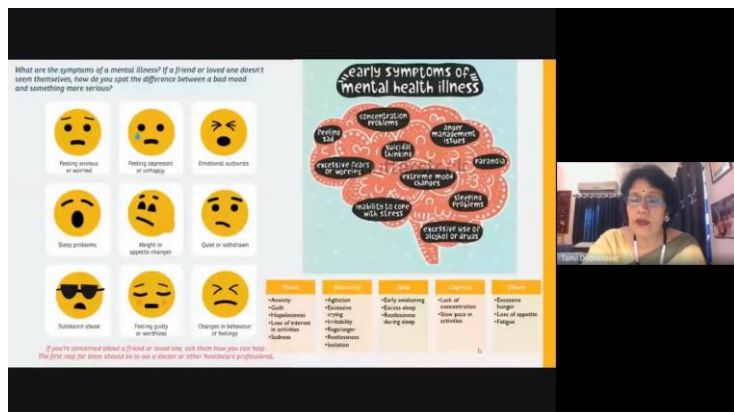 What are the symptoms of a mental illness? If a friend or loved one doesn't
seem themselves, how do you spot the difference between a bad mood
and something more serious?
Feeling anxious
or worried
Feeling depressed
or unhappy
Emotional outbursts
Sleep problems
Weight or
appetite changes
Quiet or withdrawn
Substance abuse
Feeling guilty
or worthless
Changes in behaviour
or feelings
If you're concerned about a friend or loved one, ask them how you can help.
The first step for them should be to see a doctor or other healthcare professional.
early symptoms of
mental health illness
concentration
problems
anger
management
issues
feeling
sad
suicidal
thinking
paranoia
excessive fears
or worries
extreme mood
changes
sleeping
problems
inability to cope
with stress
excessive use of
alcohol or drugs
Mood
•Anxiety
•Guilt
•Hopelessness
•Loss of interest
in activities
•Sadness
Behavioral
•Agitation
•Excessive
crying
•Irritability
•Rage/anger
•Restlessness
•Isolation
Sleep
•Early awakening
•Excess sleep
•Restlessness
during sleep
Cognitive
•Lack of
concentration
•Slow pace in
activities
Others
•Excessive
hunger
•Loss of appetite
•Fatigue